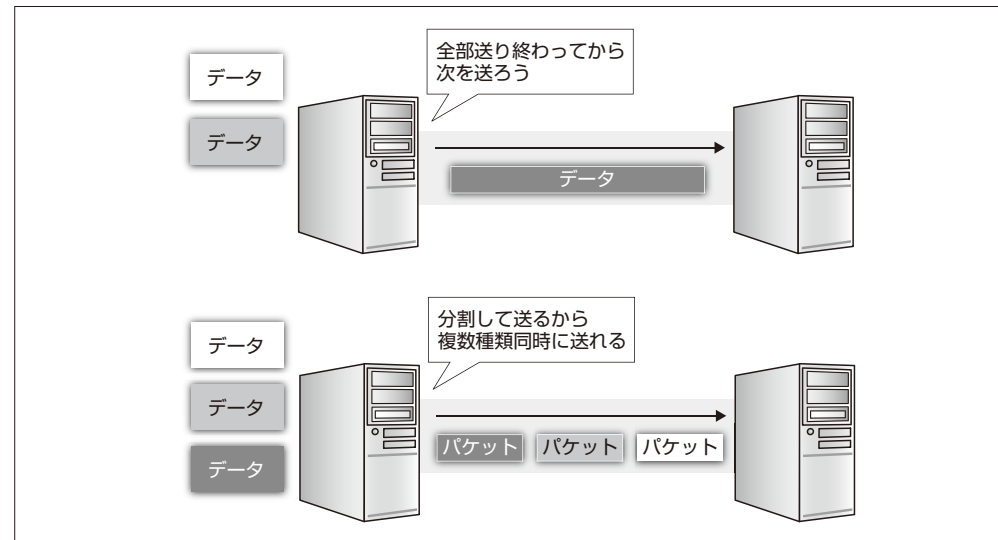 データ
データ
全部送り終わってから
次を送ろう
データ
データ
データ
データ
分割して送るから
複数種類同時に送れる
パケット パケット パケット